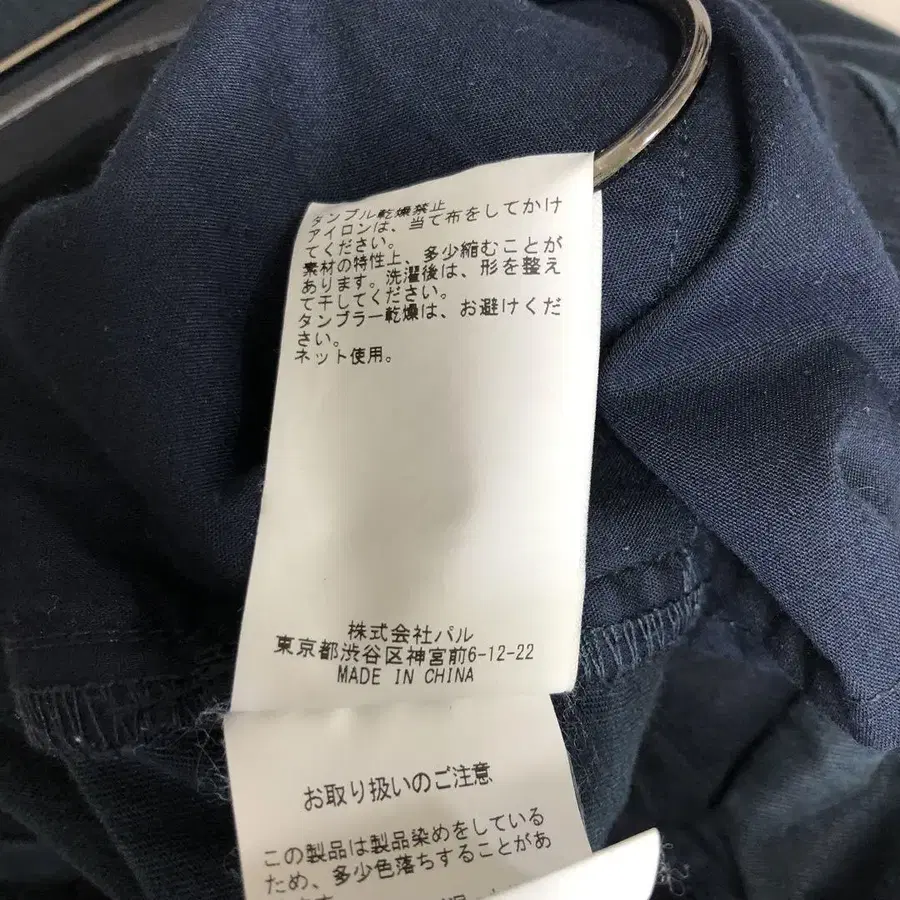 タンブル乾燥禁止
アイロンは、当て布をしてかけ
てください。
素材の特性上、多少縮むことが
あります。洗濯後は、形を整え
て干してください。
タンブラー乾燥は、お避けくだ
さい。
ネット使用。
株式会社パル
東京都渋谷区神宮前6-12-22
MADE IN CHINA
お取り扱いのご注意
この製品は製品染めをしている
ため、多少色落ちすることがあ